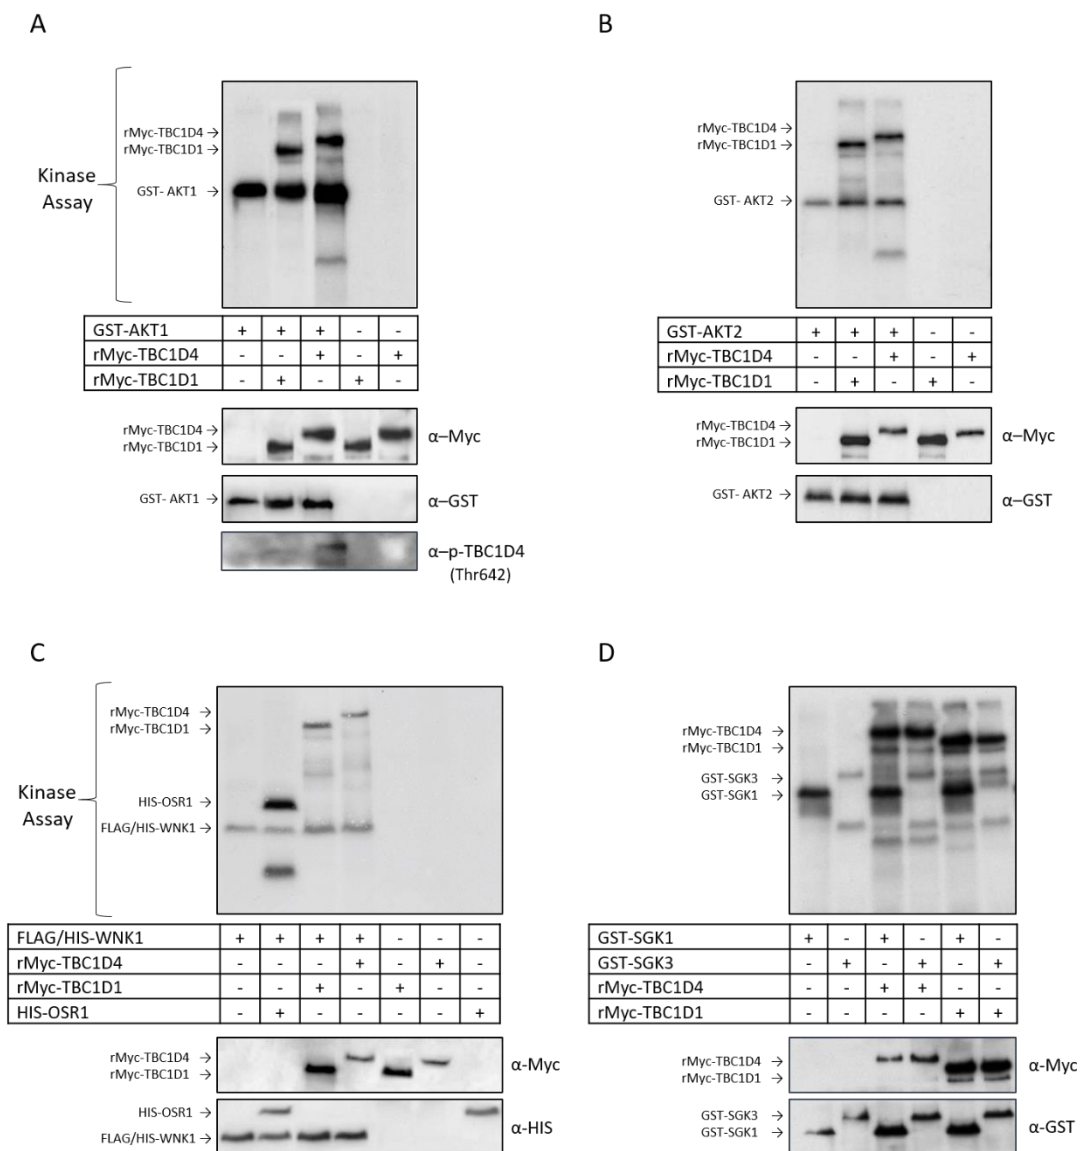 A
rMyc-TBC1D4 →
rMyc-TBC1D1 →
Kinase
Assay
GST- AKT1 →
GST-AKT1 + + + - -
rMyc-TBC1D4 - - + - +
rMyc-TBC1D1 - + - + -
rMyc-TBC1D4 →
rMyc-TBC1D1 →
α–Myc
GST- AKT1 →
α–GST
α–p-TBC1D4
(Thr642)
B
rMyc-TBC1D4 →
rMyc-TBC1D1 →
GST- AKT2 →
GST-AKT2 + + + - -
rMyc-TBC1D4 - - + - +
rMyc-TBC1D1 - + - + -
rMyc-TBC1D4 →
rMyc-TBC1D1 →
α–Myc
GST- AKT2 →
α–GST
C
rMyc-TBC1D4 →
rMyc-TBC1D1 →
Kinase
Assay
HIS-OSR1 →
FLAG/HIS-WNK1 →
FLAG/HIS-WNK1 + + + + - - -
rMyc-TBC1D4 - - - + - + -
rMyc-TBC1D1 - - + - + - -
HIS-OSR1 - + - - - - +
rMyc-TBC1D4 →
rMyc-TBC1D1 →
α-Myc
HIS-OSR1 →
FLAG/HIS-WNK1 →
α-HIS
D
rMyc-TBC1D4 →
rMyc-TBC1D1 →
GST-SGK3 →
GST-SGK1 →
GST-SGK1 + - + - + -
GST-SGK3 - + - + - +
rMyc-TBC1D4 - - + + - -
rMyc-TBC1D1 - - - - + +
rMyc-TBC1D4 →
rMyc-TBC1D1 →
α-Myc
GST-SGK3 →
GST-SGK1 →
α-GST